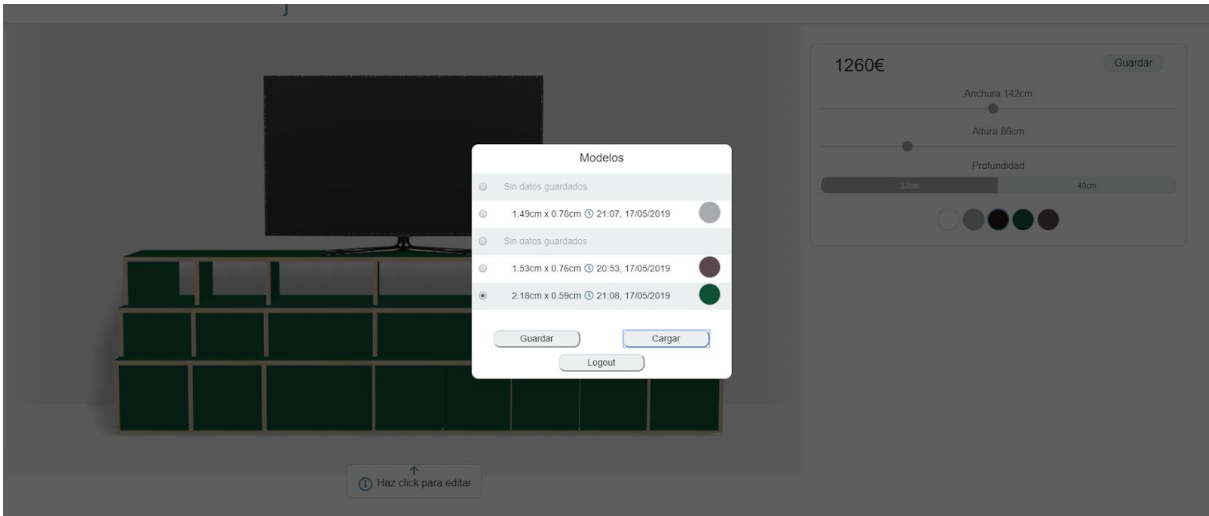 1260€
Guardar
Anchura 142cm
Altura 86cm
Profundidad
32cm 40cm
Modelos
Sin datos guardados
1.49cm x 0.78cm 21:07, 17/05/2019
Sin datos guardados
1.53cm x 0.76cm 20:53, 17/05/2019
2.18cm x 0.59cm 21:08, 17/05/2019
Guardar Cargar
Logout
Haz click para editar